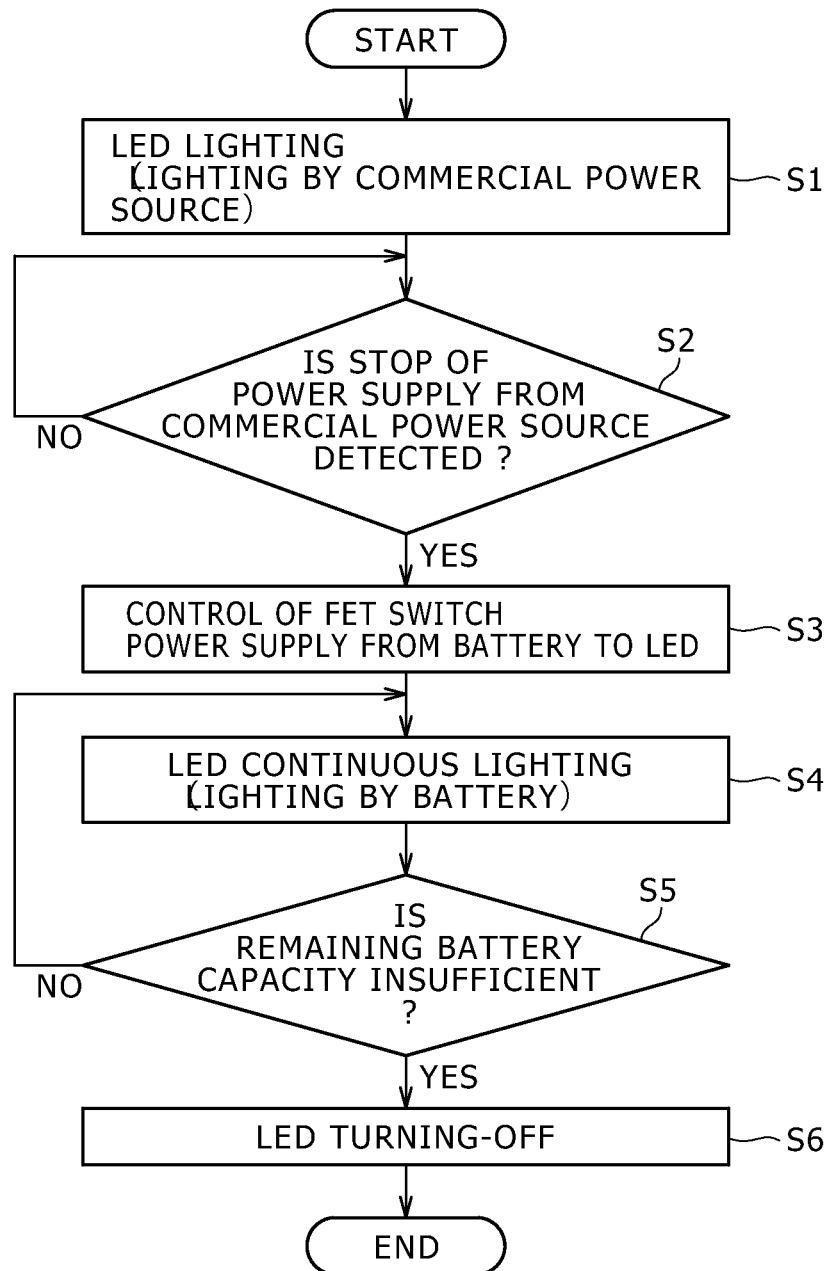 START
LED LIGHTING
(LIGHTING BY COMMERCIAL POWER
SOURCE)
S1
IS STOP OF
POWER SUPPLY FROM
COMMERCIAL POWER SOURCE
DETECTED ?
S2
NO
YES
CONTROL OF FET SWITCH
POWER SUPPLY FROM BATTERY TO LED
S3
LED CONTINUOUS LIGHTING
(LIGHTING BY BATTERY)
S4
IS
REMAINING BATTERY
CAPACITY INSUFFICIENT
?
S5
NO
YES
LED TURNING-OFF
S6
END